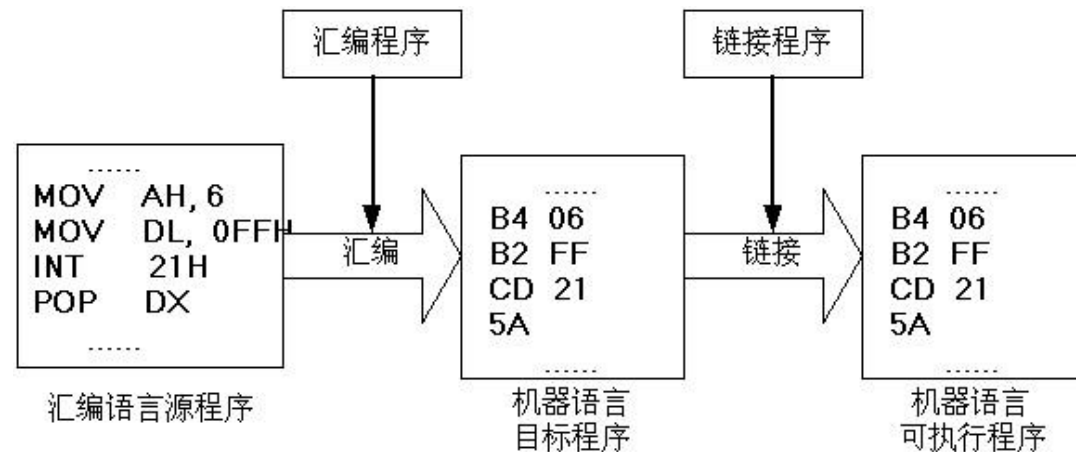 汇编程序
链接程序
......
MOV AH, 6
MOV DL, 0FFH
INT 21H
POP DX
......
汇编语言源程序
汇编
......
B4 06
B2 FF
CD 21
5A
......
机器语言
目标程序
链接
......
B4 06
B2 FF
CD 21
5A
......
机器语言
可执行程序